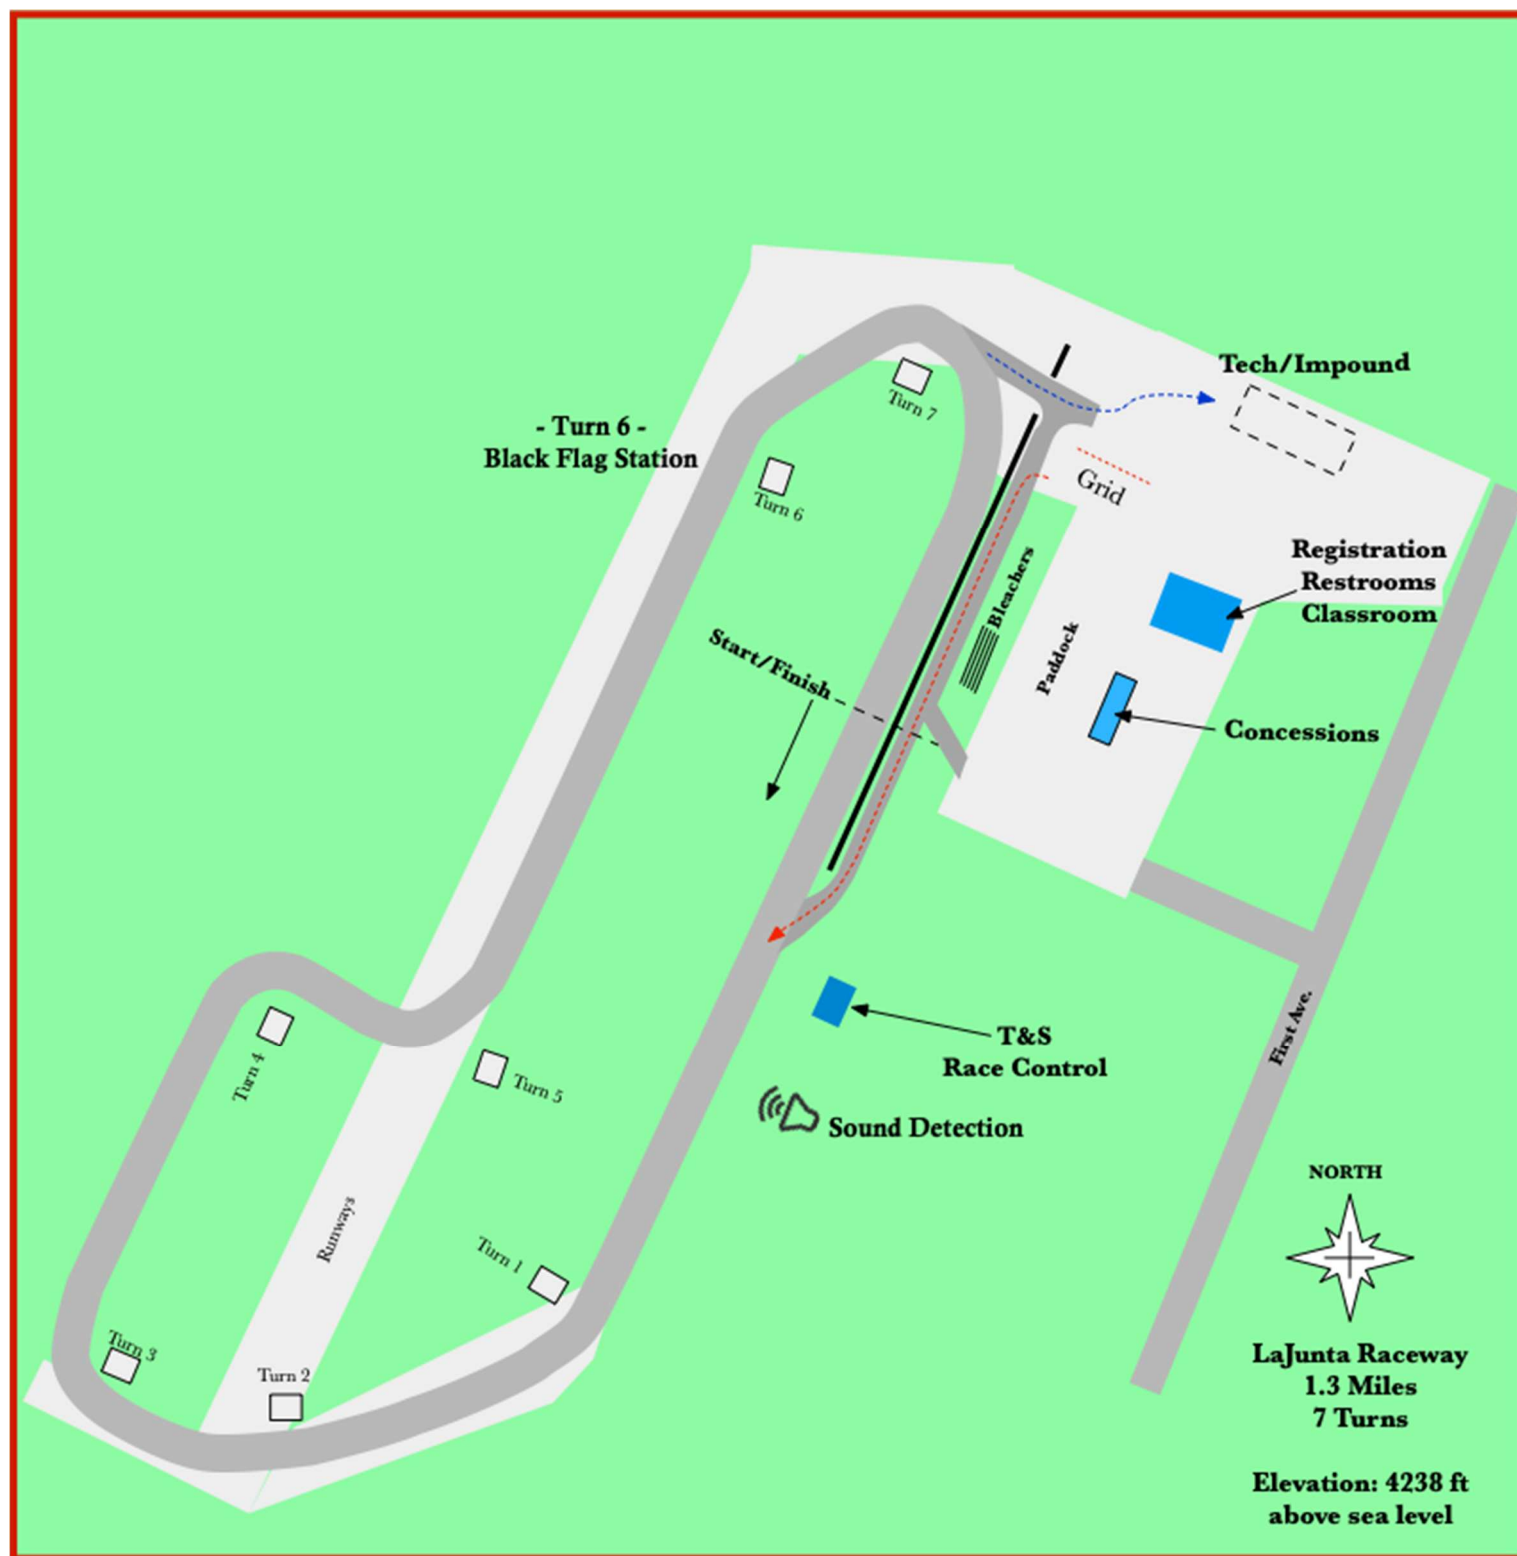 Tech/Impound
Turn 7
- Turn 6 -
Black Flag Station
Turn 6
Grid
Registration
Restrooms
Classroom
Bleachers
Start/Finish
Paddock
Concessions
First Ave.
T&S
Race Control
Turn 4
Turn 5
Sound Detection
NORTH
Runways
Turn 1
Turn 3
Turn 2
LaJunta Raceway
1.3 Miles
7 Turns
Elevation: 4238 ft
above sea level